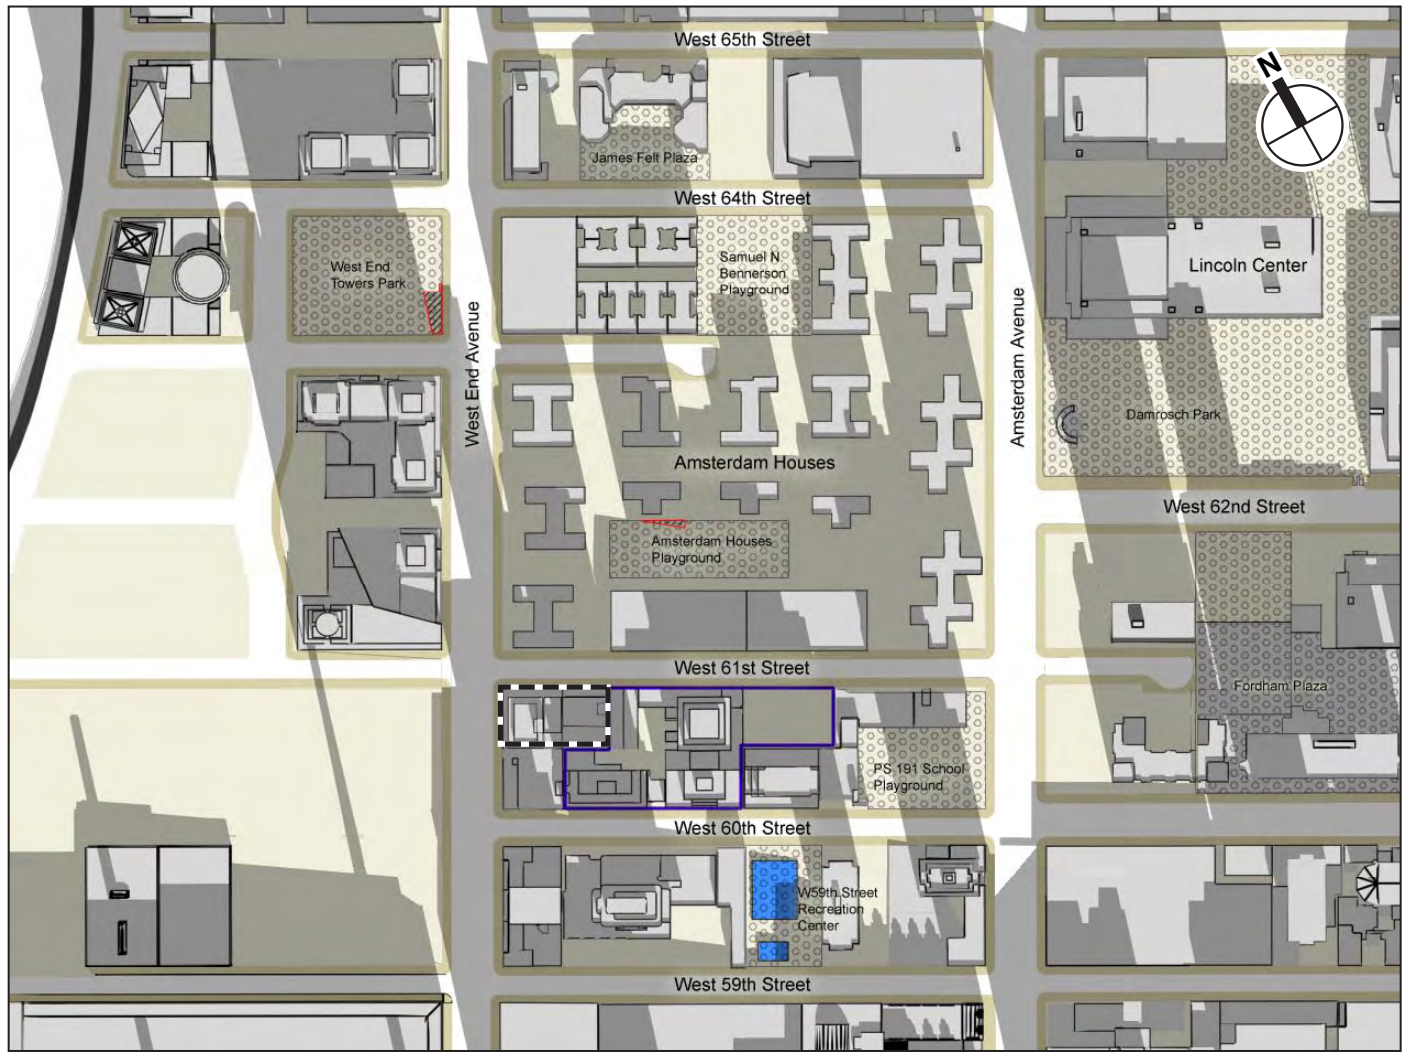 West 65th Street
N
James Felt Plaza
West 64th Street
West End
Towers Park
Samuel N
Bennerson
Playground
Lincoln Center
West End Avenue
Amsterdam Avenue
Damrosch Park
Amsterdam Houses
West 62nd Street
Amsterdam Houses
Playground
West 61st Street
Fordham Plaza
PS 191 School
Playground
West 60th Street
W59th Street
Recreation
Center
West 59th Street